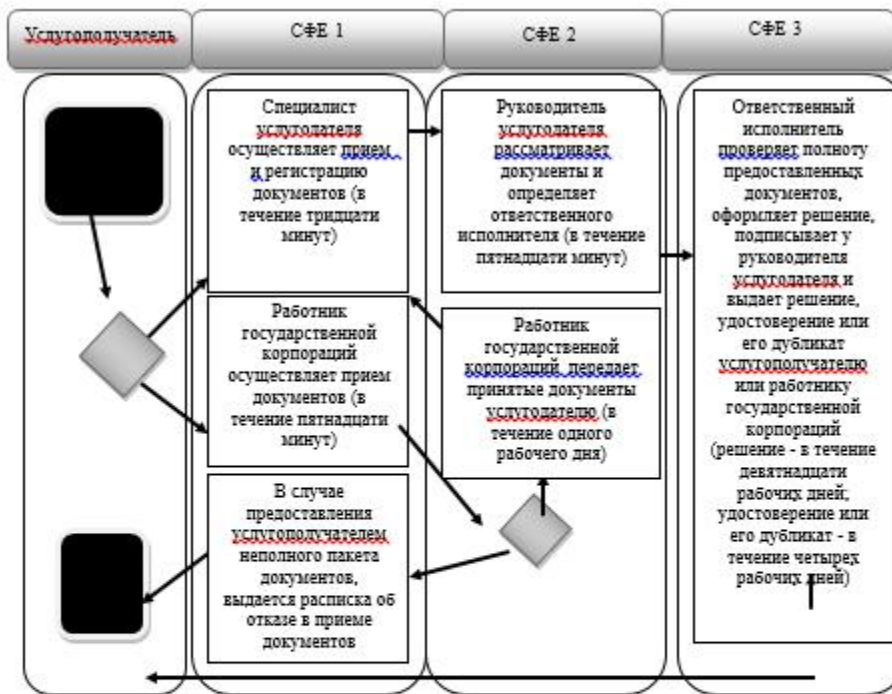 Услугополучатель
СФЕ 1
СФЕ 2
СФЕ 3
Специалист
услугодателя
осуществляет прием
и регистрацию
документов (в
течение тридцати
минут)
Руководитель
услугодателя
рассматривает
документы и
определяет
ответственного
исполнителя (в течение
пятнадцати минут)
Ответственный
исполнитель
проверяет полноту
предоставленных
документов,
оформляет решение,
подписывает у
руководителя
услугодателя и
выдает решение,
удостоверение или
его дубликат
услугополучателю
или работнику
государственной
корпораций
(решение - в течение
девятнадцати
рабочих дней;
удостоверение или
его дубликат - в
течение четырех
рабочих дней)
Работник
государственной
корпораций
осуществляет прием
документов (в
течение пятнадцати
минут)
Работник
государственной
корпораций передает
принятые документы
услугодателю (в
течение одного
рабочего дня)
В случае
предоставления
услугополучателем
неполного пакета
документов,
выдается расписка об
отказе в приеме
документов